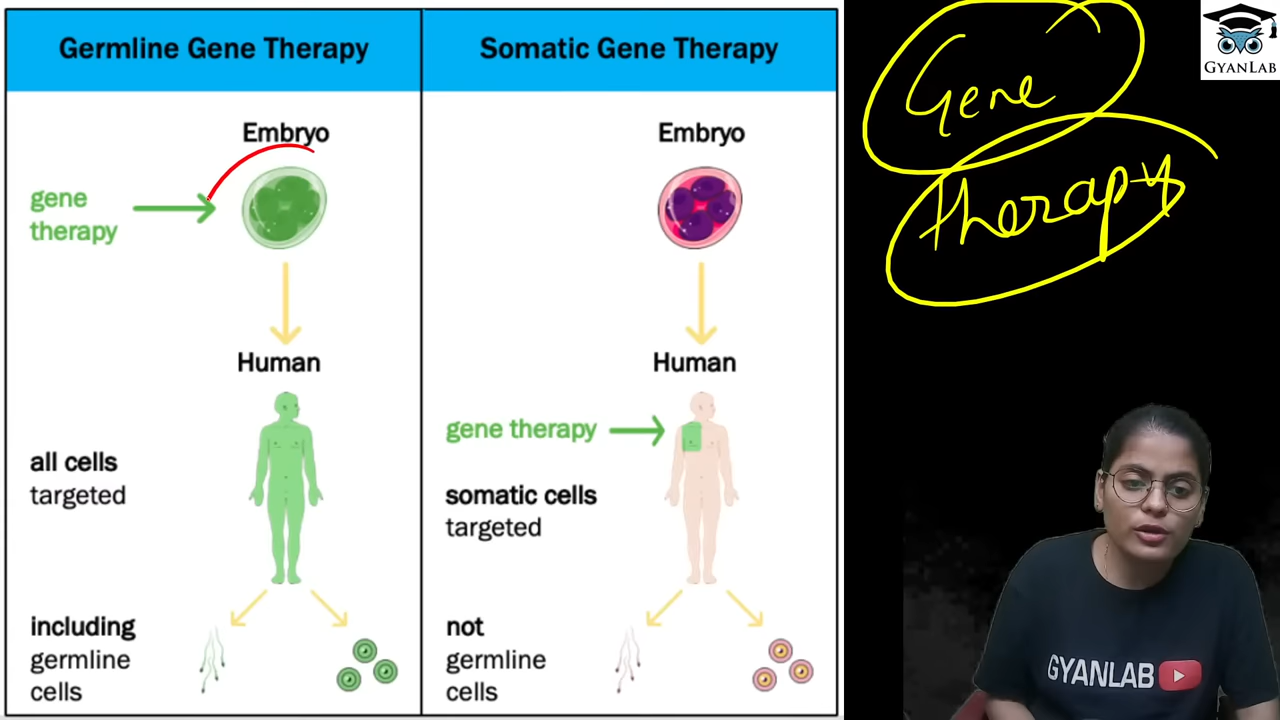 Germline Gene Therapy
Embryo
gene
therapy
Human
all cells
targeted
including
germline
cells
Somatic Gene Therapy
Embryo
Human
gene therapy
somatic cells
targeted
not
germline
cells
Gene
Therapy
GYANLAB
GYANLAB